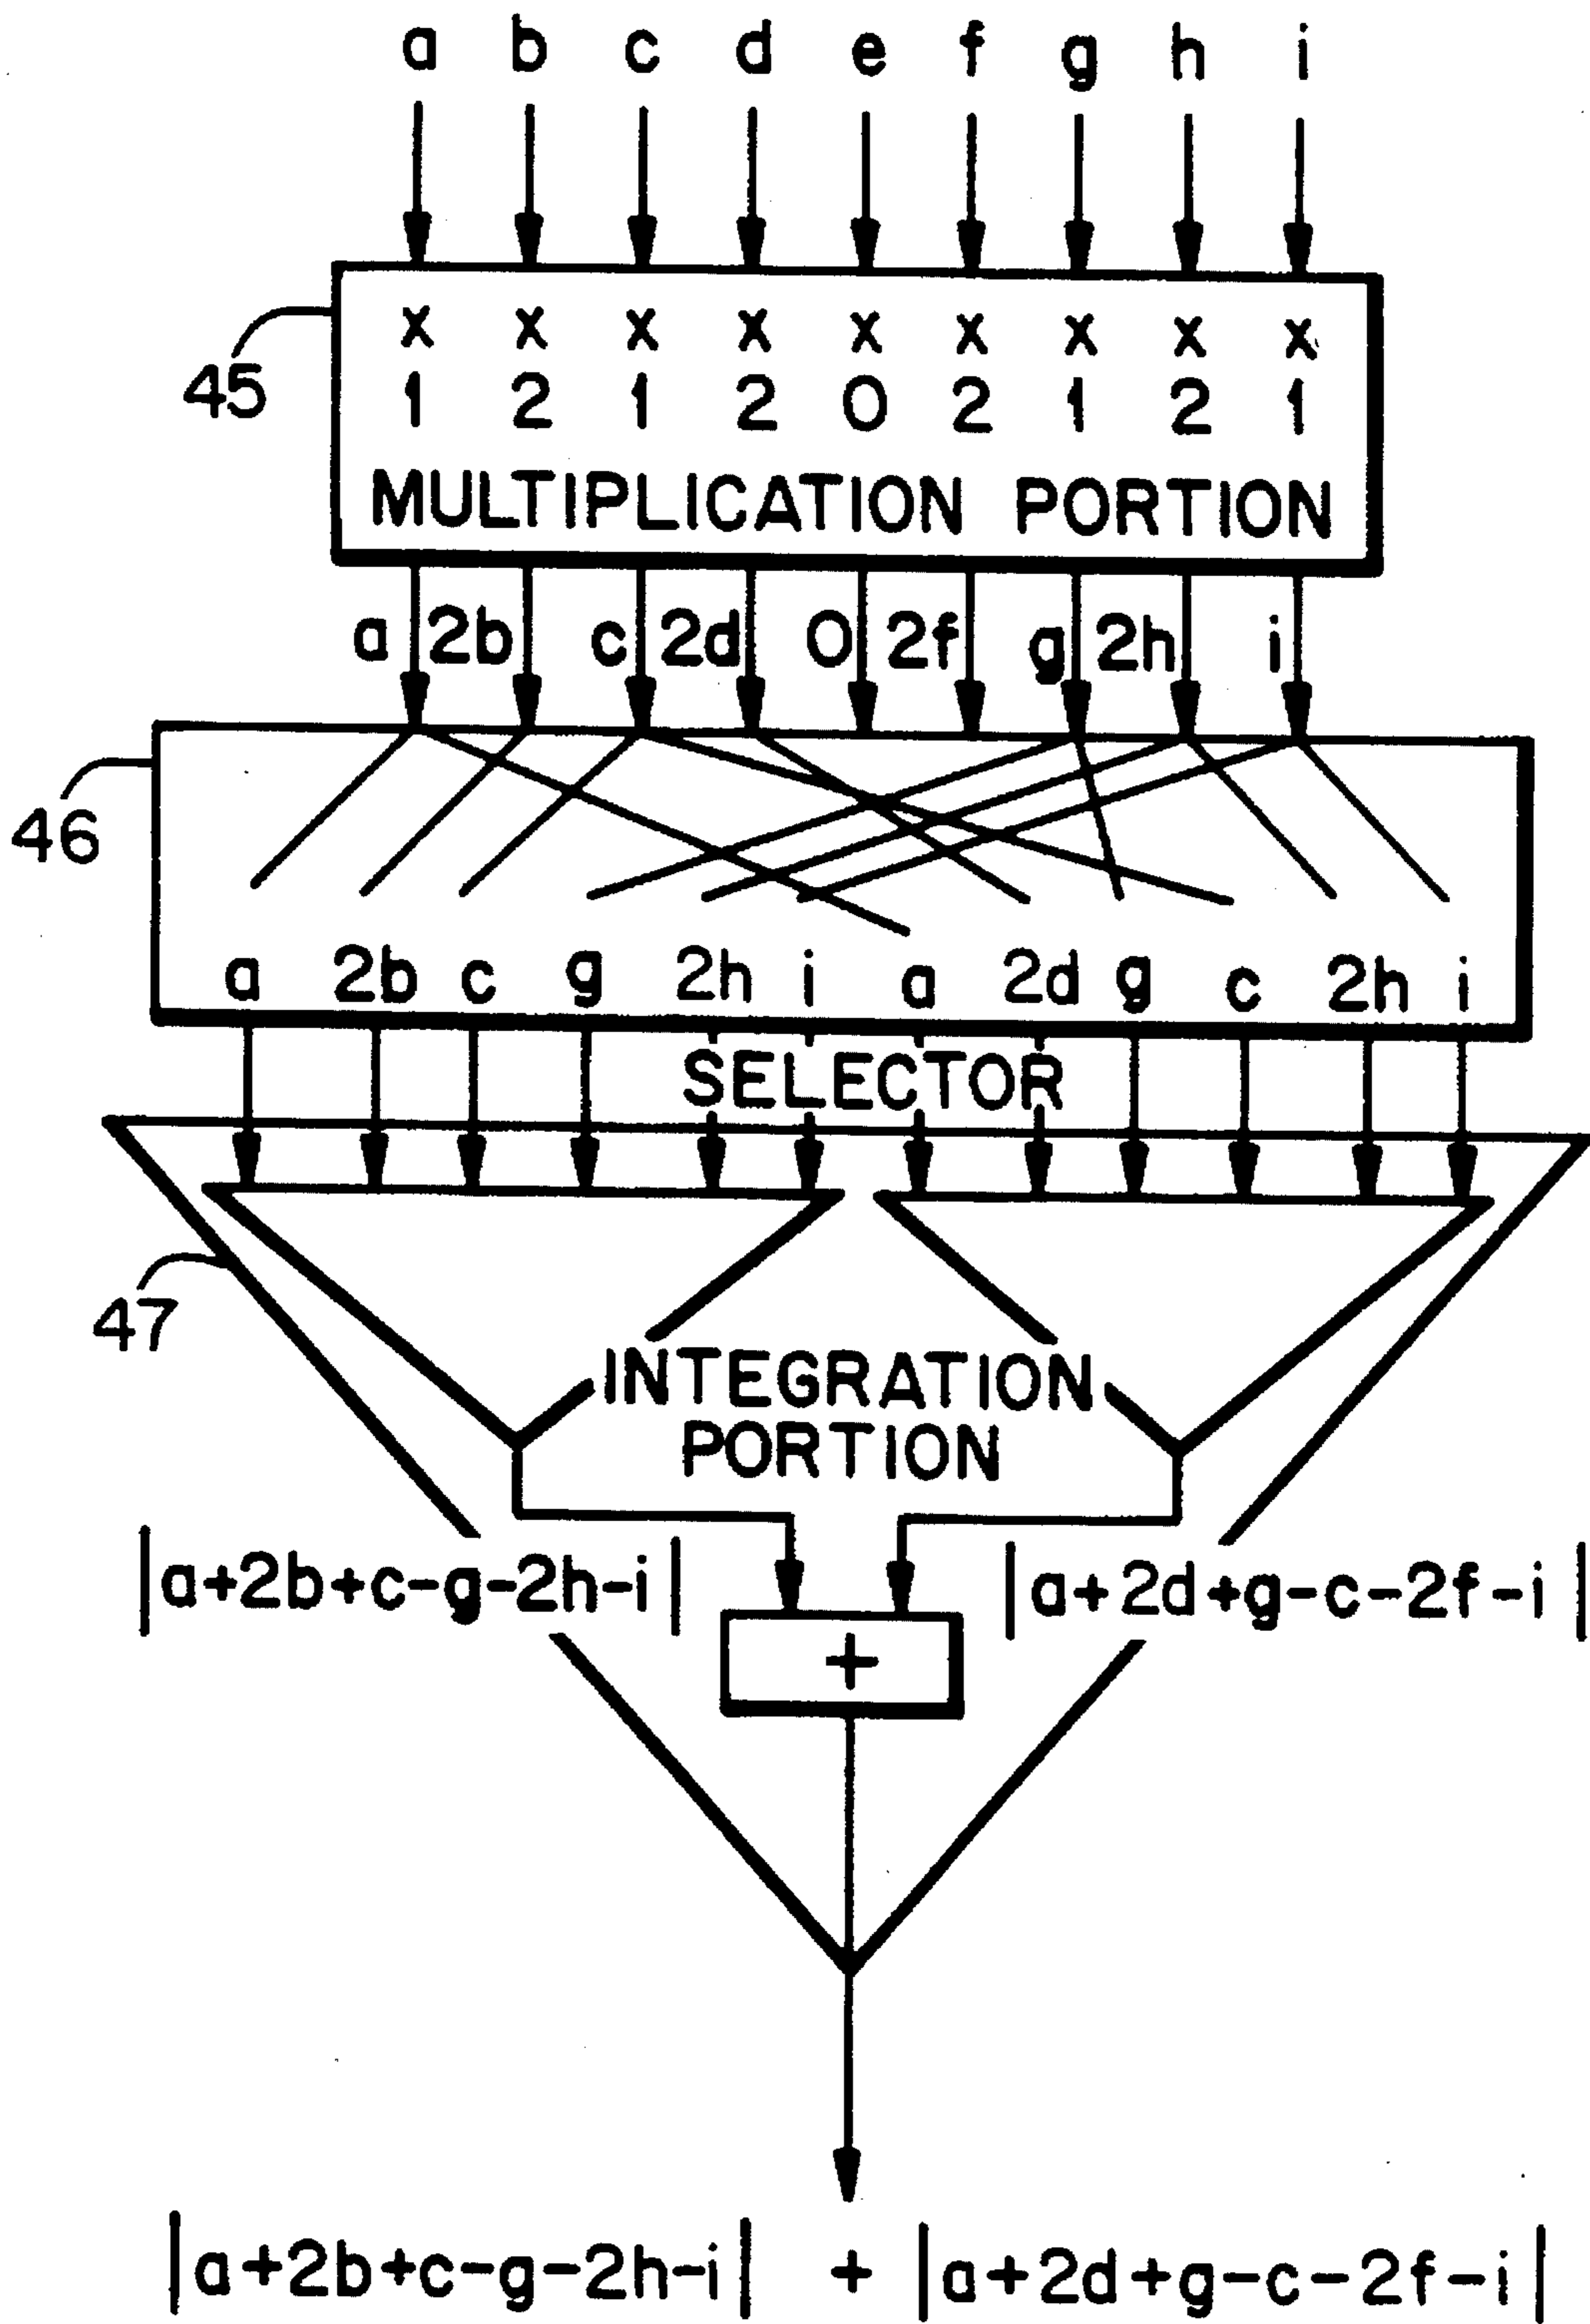 a b c d e f g h i
x x x x x x x x x
45
1 2 1 2 0 2 1 2 1
MULTIPLICATION PORTION
a 2b c 2d 0 2f g 2h i
46
a 2b c g 2h i a 2d g c 2h i
SELECTOR
47
INTEGRATION
PORTION
|a+2b+c-g-2h-i| |a+2d+g-c-2f-i|
+
|a+2b+c-g-2h-i| + |a+2d+g-c-2f-i|